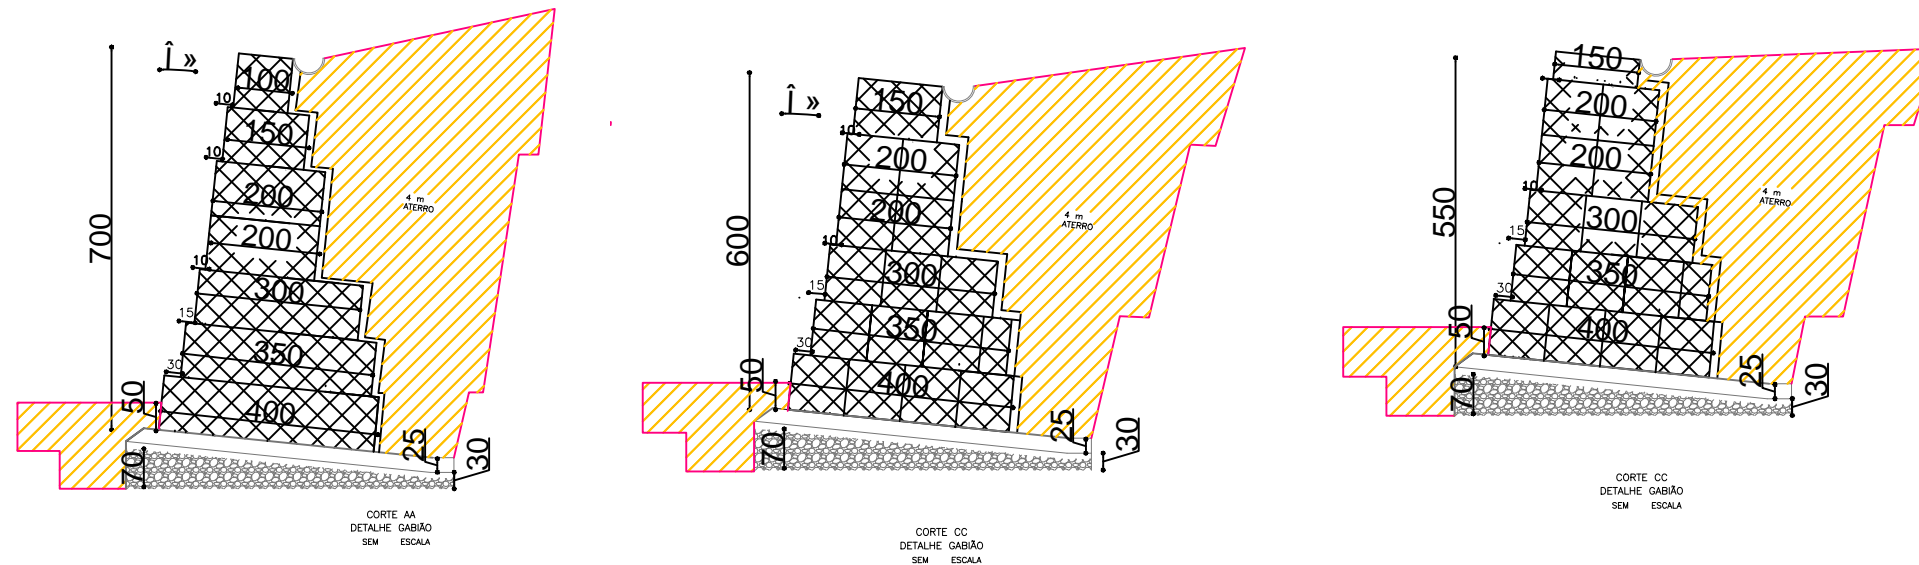 Î »
100
10
150
10
200
200
10
300
15
350
30
400
700
50
70
25
30
4 m
ATERRO
CORTE AA
DETALHE GABIÃO
SEM ESCALA
Î »
150
10
200
200
10
300
15
350
30
400
600
50
70
25
30
4 m
ATERRO
CORTE CC
DETALHE GABIÃO
SEM ESCALA
150
200
200
10
300
15
350
30
400
550
50
70
25
30
4 m
ATERRO
CORTE CC
DETALHE GABIÃO
SEM ESCALA